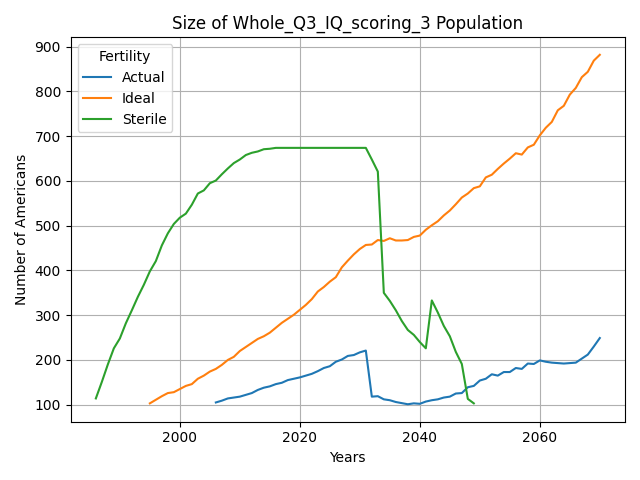 Size of Whole_Q3_IQ_scoring_3 Population
Fertility
Actual
Ideal
Sterile
Number of Americans
900
800
700
600
500
400
300
200
100
2000
2020
2040
2060
Years